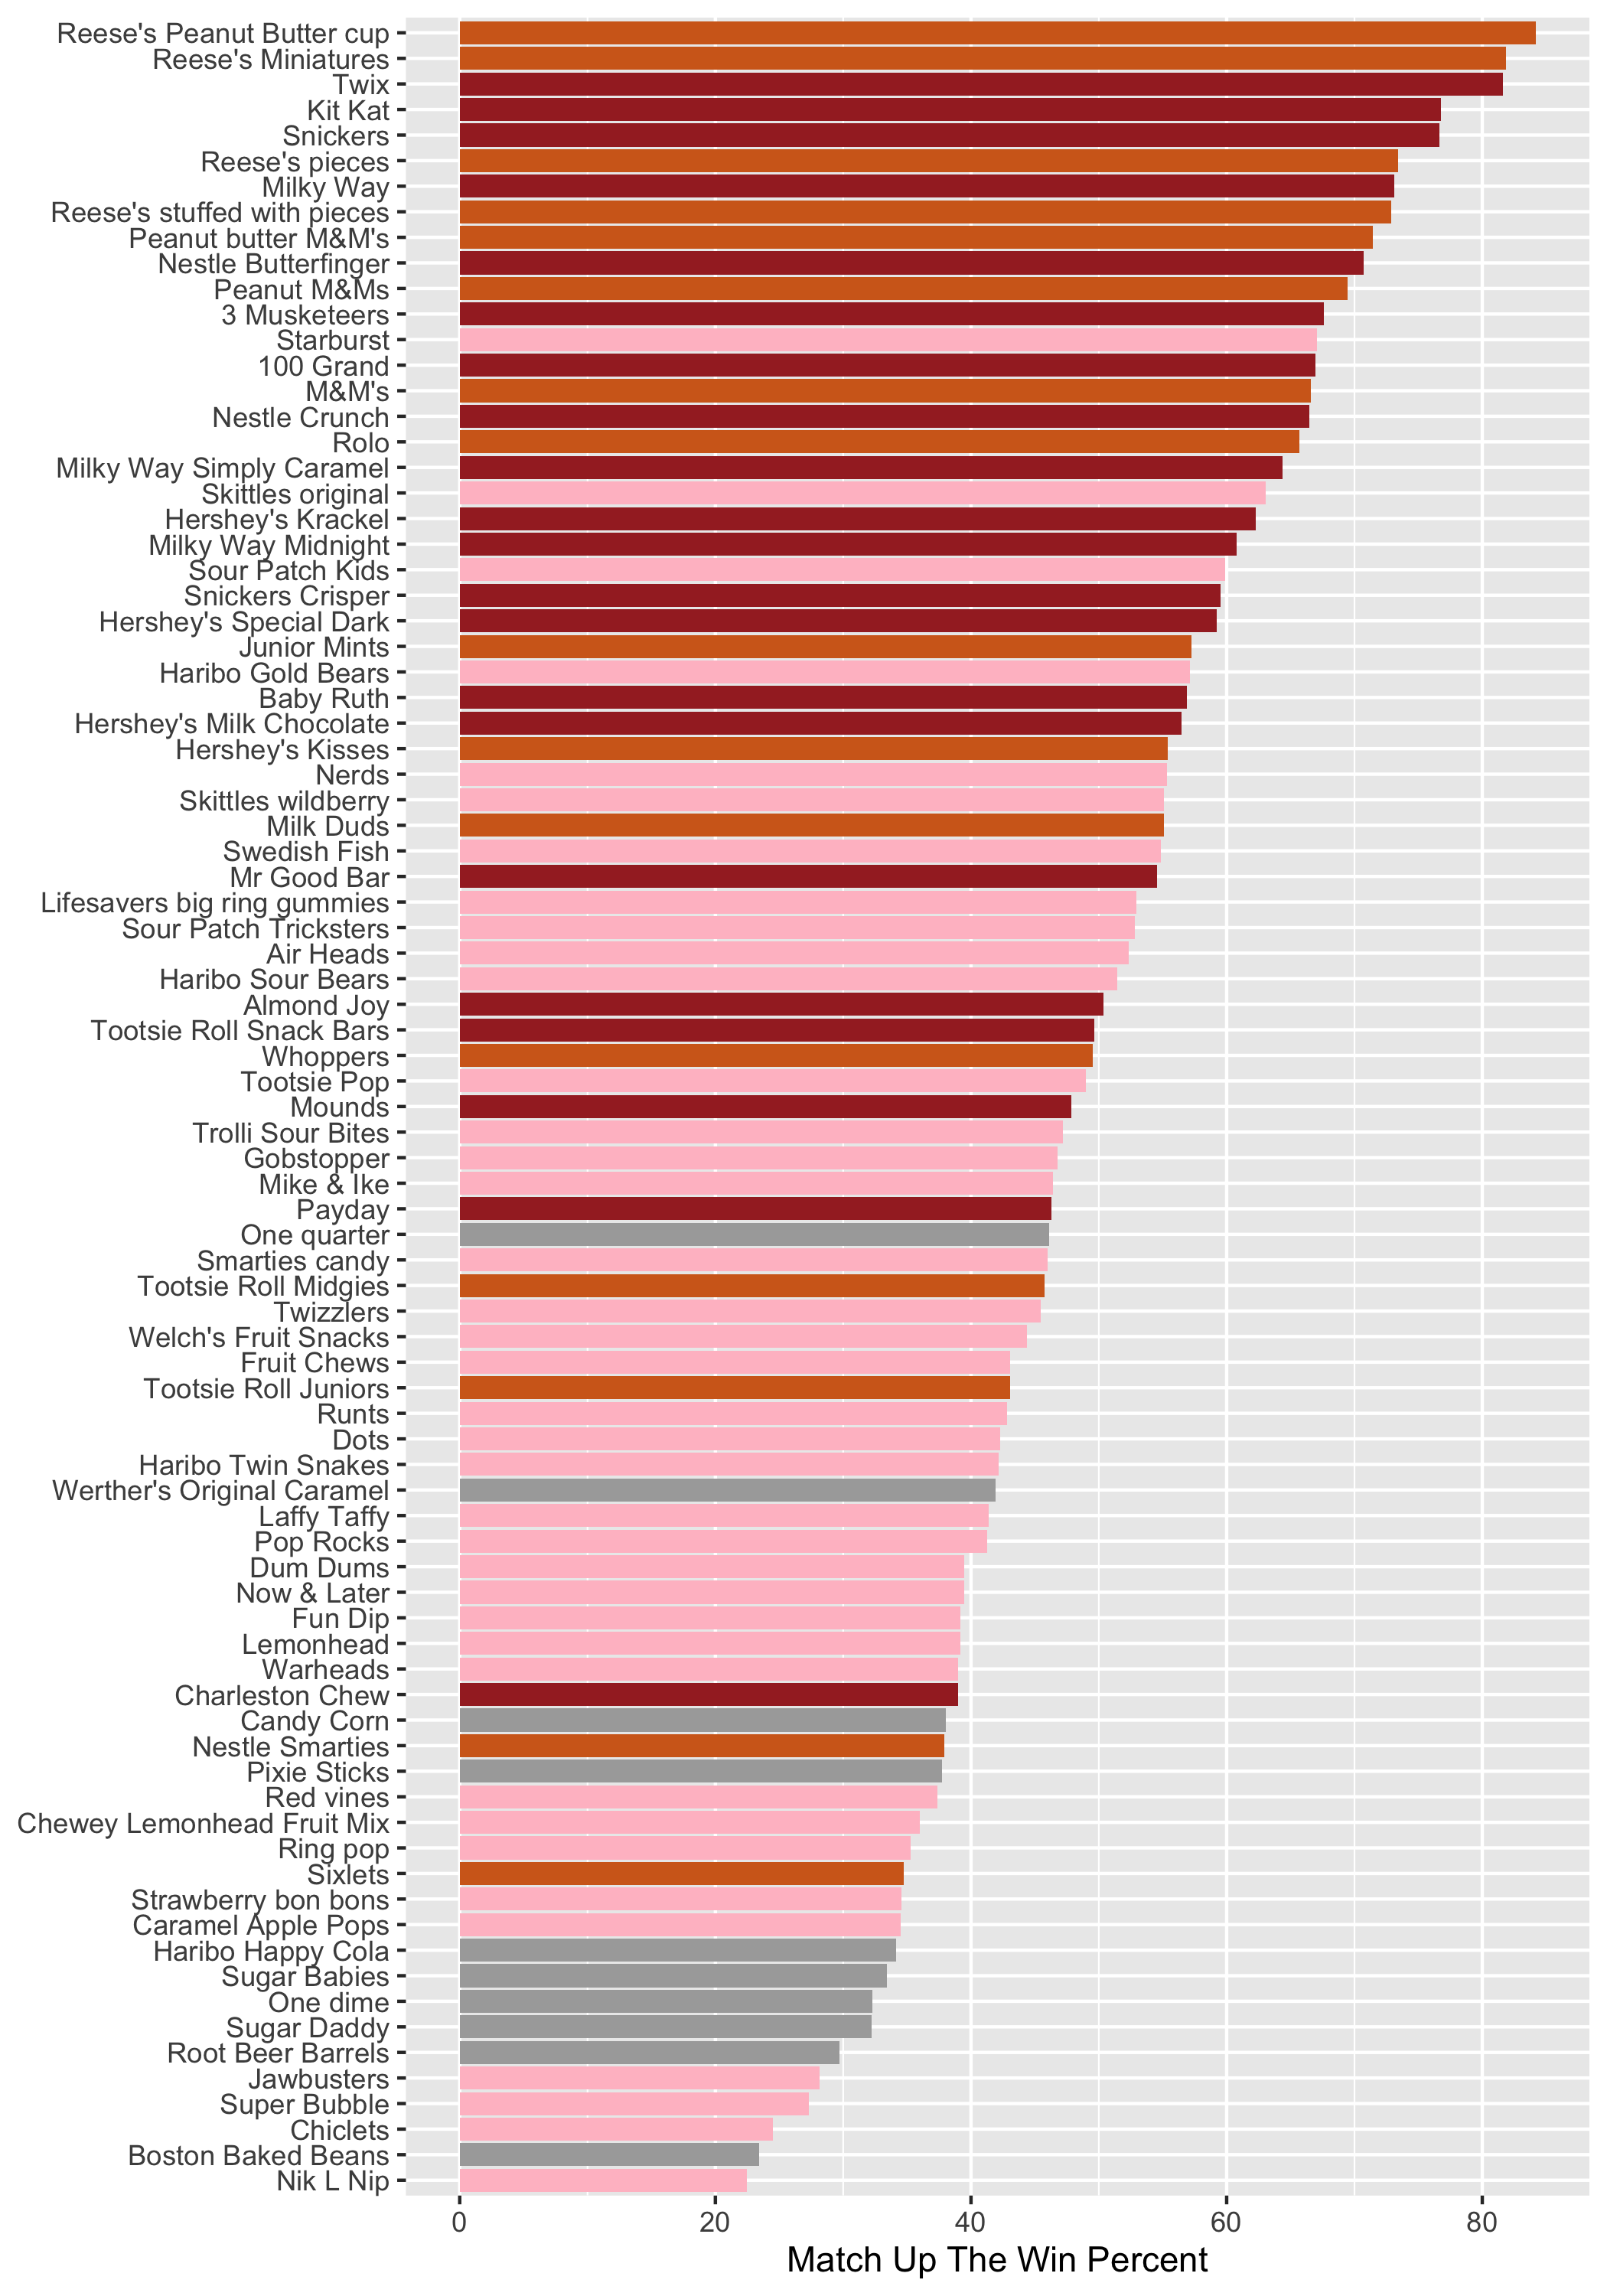 Reese's Peanut Butter cup
Reese's Miniatures
Twix
Kit Kat
Snickers
Reese's pieces
Milky Way
Reese's stuffed with pieces
Peanut butter M&M's
Nestle Butterfinger
Peanut M&Ms
3 Musketeers
Starburst
100 Grand
M&M's
Nestle Crunch
Rolo
Milky Way Simply Caramel
Skittles original
Hershey's Krackel
Milky Way Midnight
Sour Patch Kids
Snickers Crisper
Hershey's Special Dark
Junior Mints
Haribo Gold Bears
Baby Ruth
Hershey's Milk Chocolate
Hershey's Kisses
Nerds
Skittles wildberry
Milk Duds
Swedish Fish
Mr Good Bar
Lifesavers big ring gummies
Sour Patch Tricksters
Air Heads
Haribo Sour Bears
Almond Joy
Tootsie Roll Snack Bars
Whoppers
Tootsie Pop
Mounds
Trolli Sour Bites
Gobstopper
Mike & Ike
Payday
One quarter
Smarties candy
Tootsie Roll Midgies
Twizzlers
Welch's Fruit Snacks
Fruit Chews
Tootsie Roll Juniors
Runts
Dots
Haribo Twin Snakes
Werther's Original Caramel
Laffy Taffy
Pop Rocks
Dum Dums
Now & Later
Fun Dip
Lemonhead
Warheads
Charleston Chew
Candy Corn
Nestle Smarties
Pixie Sticks
Red vines
Chewey Lemonhead Fruit Mix
Ring pop
Sixlets
Strawberry bon bons
Caramel Apple Pops
Haribo Happy Cola
Sugar Babies
One dime
Sugar Daddy
Root Beer Barrels
Jawbusters
Super Bubble
Chiclets
Boston Baked Beans
Nik L Nip
0 20 40 60 80
Match Up The Win Percent